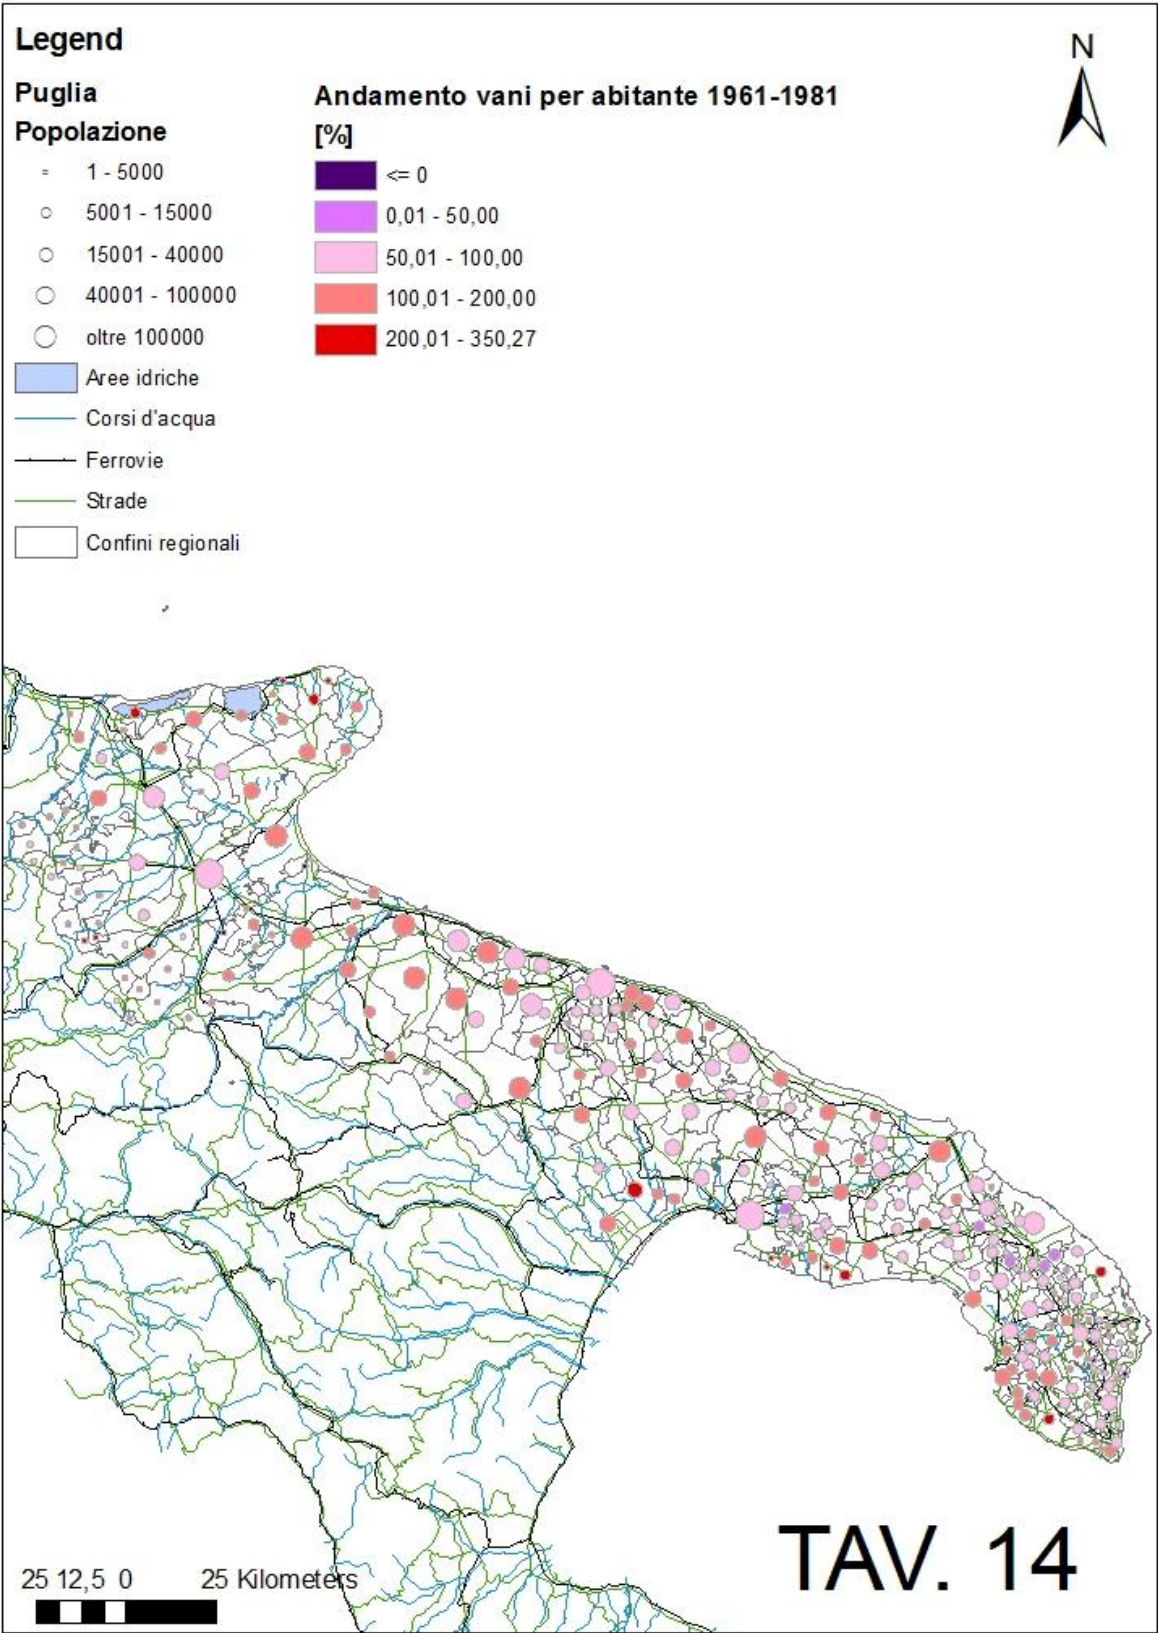 Legend
N
Puglia
Popolazione
1 - 5000
5001 - 15000
15001 - 40000
40001 - 100000
oltre 100000
Aree idriche
Corsi d'acqua
Ferrovie
Strade
Confini regionali
Andamento vani per abitante 1961-1981
[%]
<= 0
0,01 - 50,00
50,01 - 100,00
100,01 - 200,00
200,01 - 350,27
TAV. 14
25 12,5 0 25 Kilometers